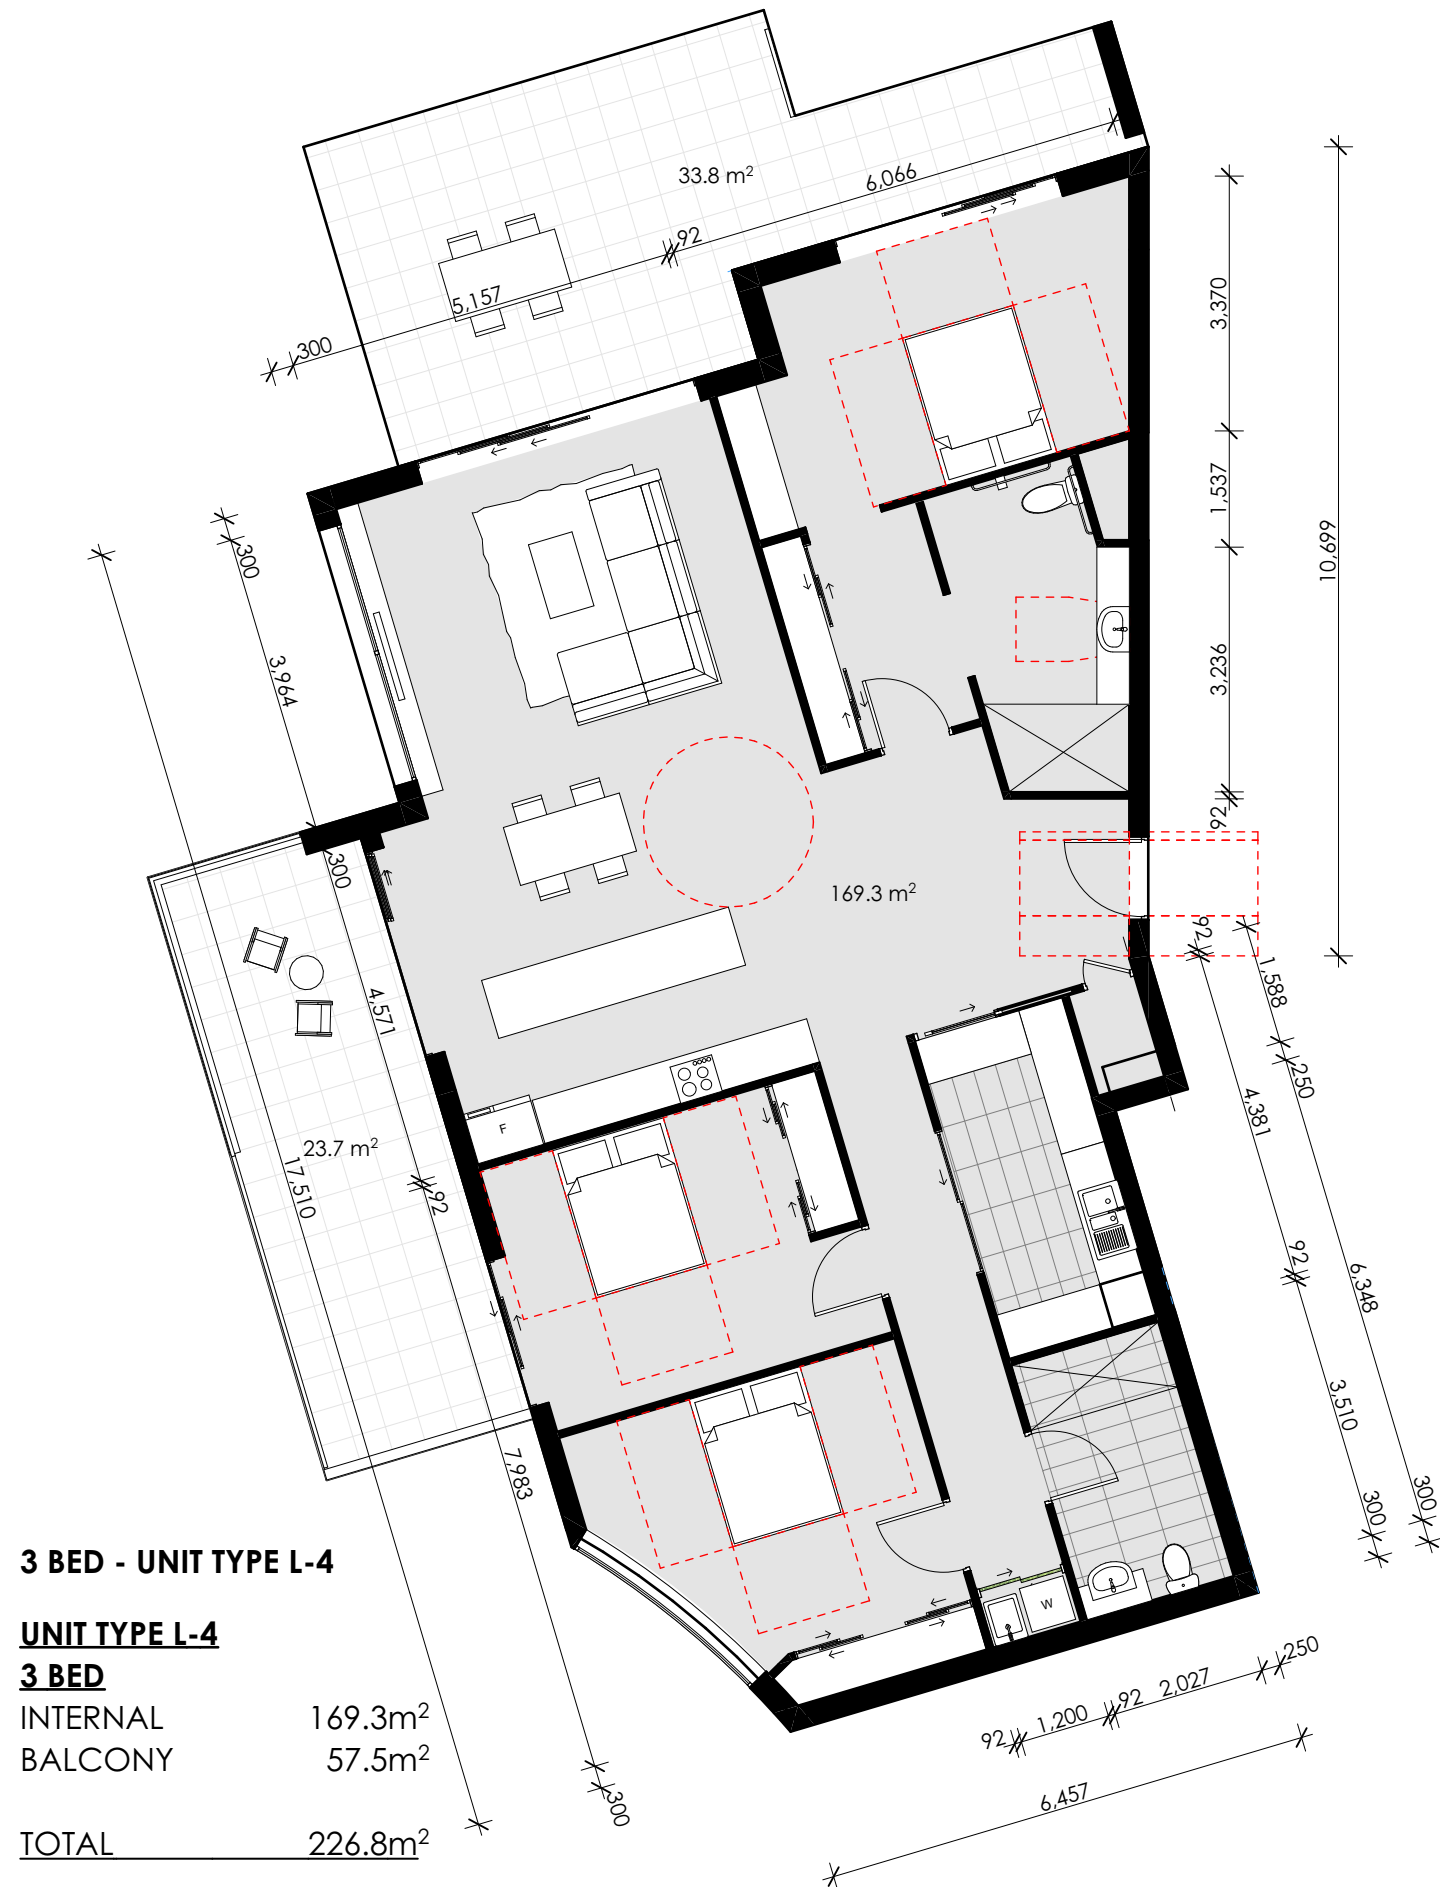 33.8 m²
6,066
92
5,157
300
3,370
1,537
10,699
3,236
92
300
3,964
300
169.3 m²
92
1,588
250
4,571
4,381
23.7 m²
17,510
92
F
92
6,348
3,510
7,983
300
300
W
3 BED - UNIT TYPE L-4
UNIT TYPE L-4
3 BED
INTERNAL 169.3m²
BALCONY 57.5m²
TOTAL 226.8m²
250
2,027
92
1,200
92
300
6,457